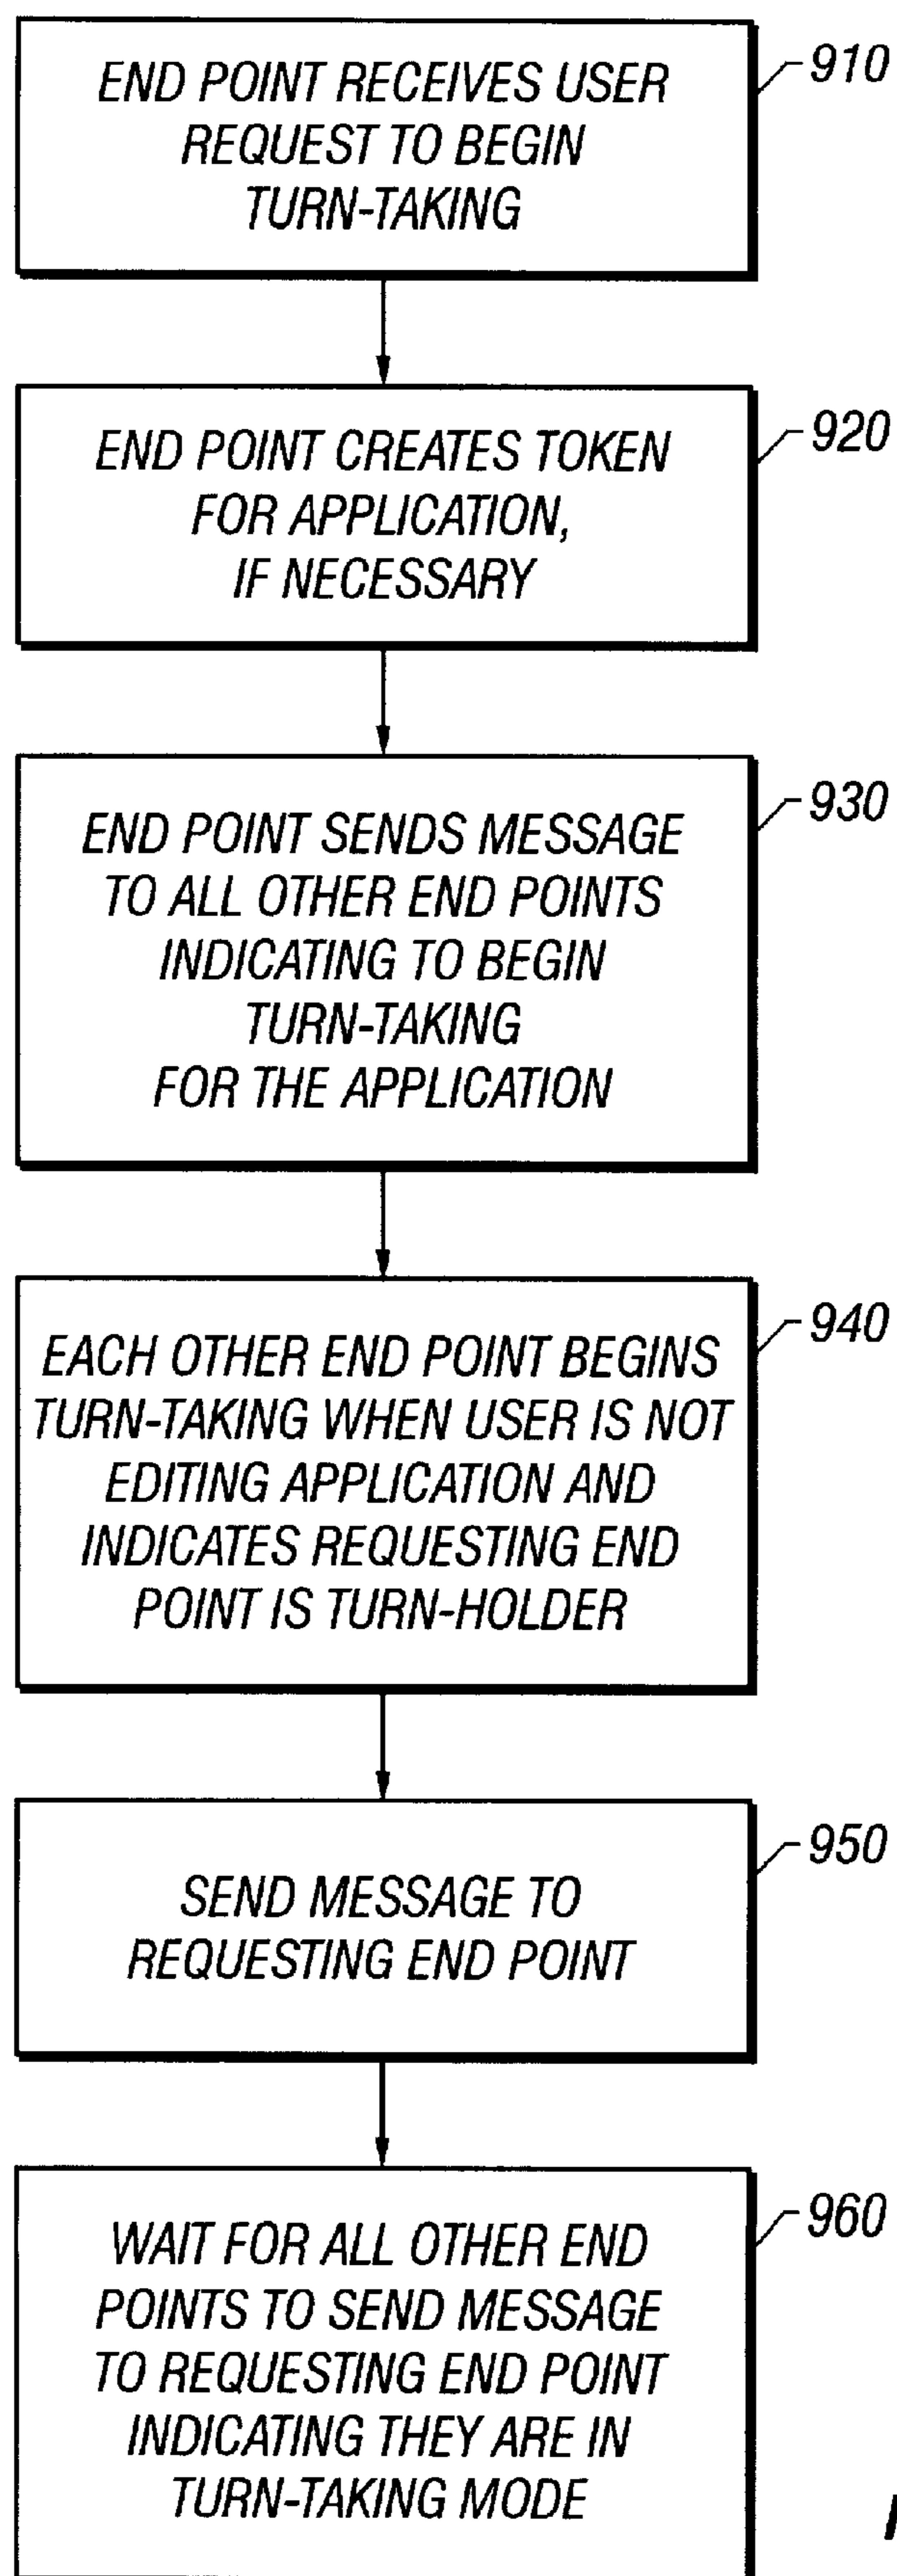 END POINT RECEIVES USER
REQUEST TO BEGIN
TURN-TAKING
910
END POINT CREATES TOKEN
FOR APPLICATION,
IF NECESSARY
920
END POINT SENDS MESSAGE
TO ALL OTHER END POINTS
INDICATING TO BEGIN
TURN-TAKING
FOR THE APPLICATION
930
EACH OTHER END POINT BEGINS
TURN-TAKING WHEN USER IS NOT
EDITING APPLICATION AND
INDICATES REQUESTING END
POINT IS TURN-HOLDER
940
SEND MESSAGE TO
REQUESTING END POINT
950
WAIT FOR ALL OTHER END
POINTS TO SEND MESSAGE
TO REQUESTING END POINT
INDICATING THEY ARE IN
TURN-TAKING MODE
960